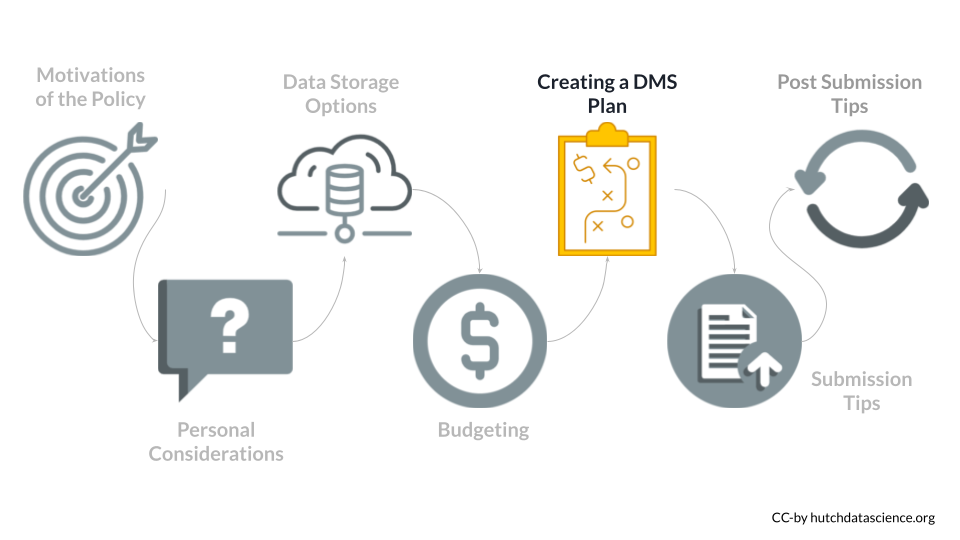 Motivations
of the Policy
Personal
Considerations
Data Storage
Options
Budgeting
Creating a DMS
Plan
Submission
Tips
Post Submission
Tips
CC-by hutchdatascience.org